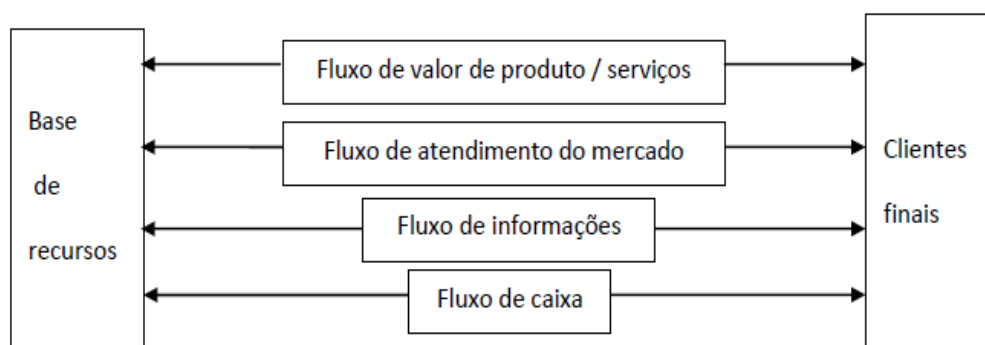 Base
de
recursos
Fluxo de valor de produto / serviços
Fluxo de atendimento do mercado
Fluxo de informações
Fluxo de caixa
Clientes
finais